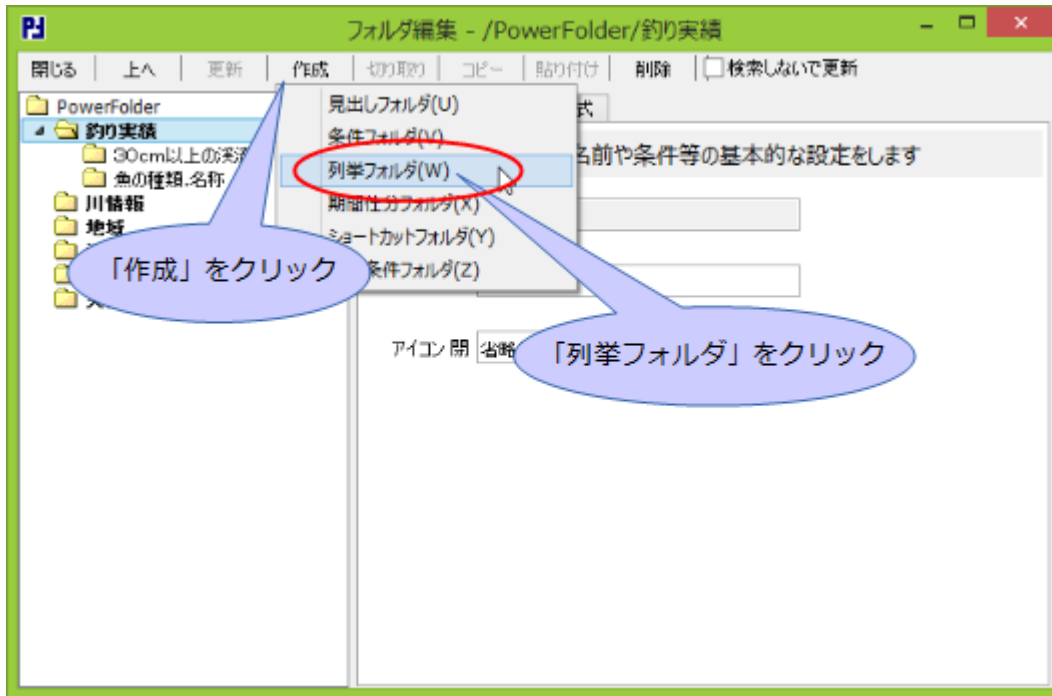 フォルダ編集 - /PowerFolder/釣り実績
閉じる 上へ 更新 作成 切り取り コピー 貼り付け 削除 検索しないで更新
PowerFolder
釣り実績
30cm以上の渓流
魚の種類.名称
川情報
地域
見出しフォルダ(U)
条件フォルダ(V)
列挙フォルダ(W)
期間仕分フォルダ(X)
ショートカットフォルダ(Y)
条件フォルダ(Z)
式
名前や条件等の基本的な設定をします
アイコン 閉 省略
「作成」をクリック
「列挙フォルダ」をクリック